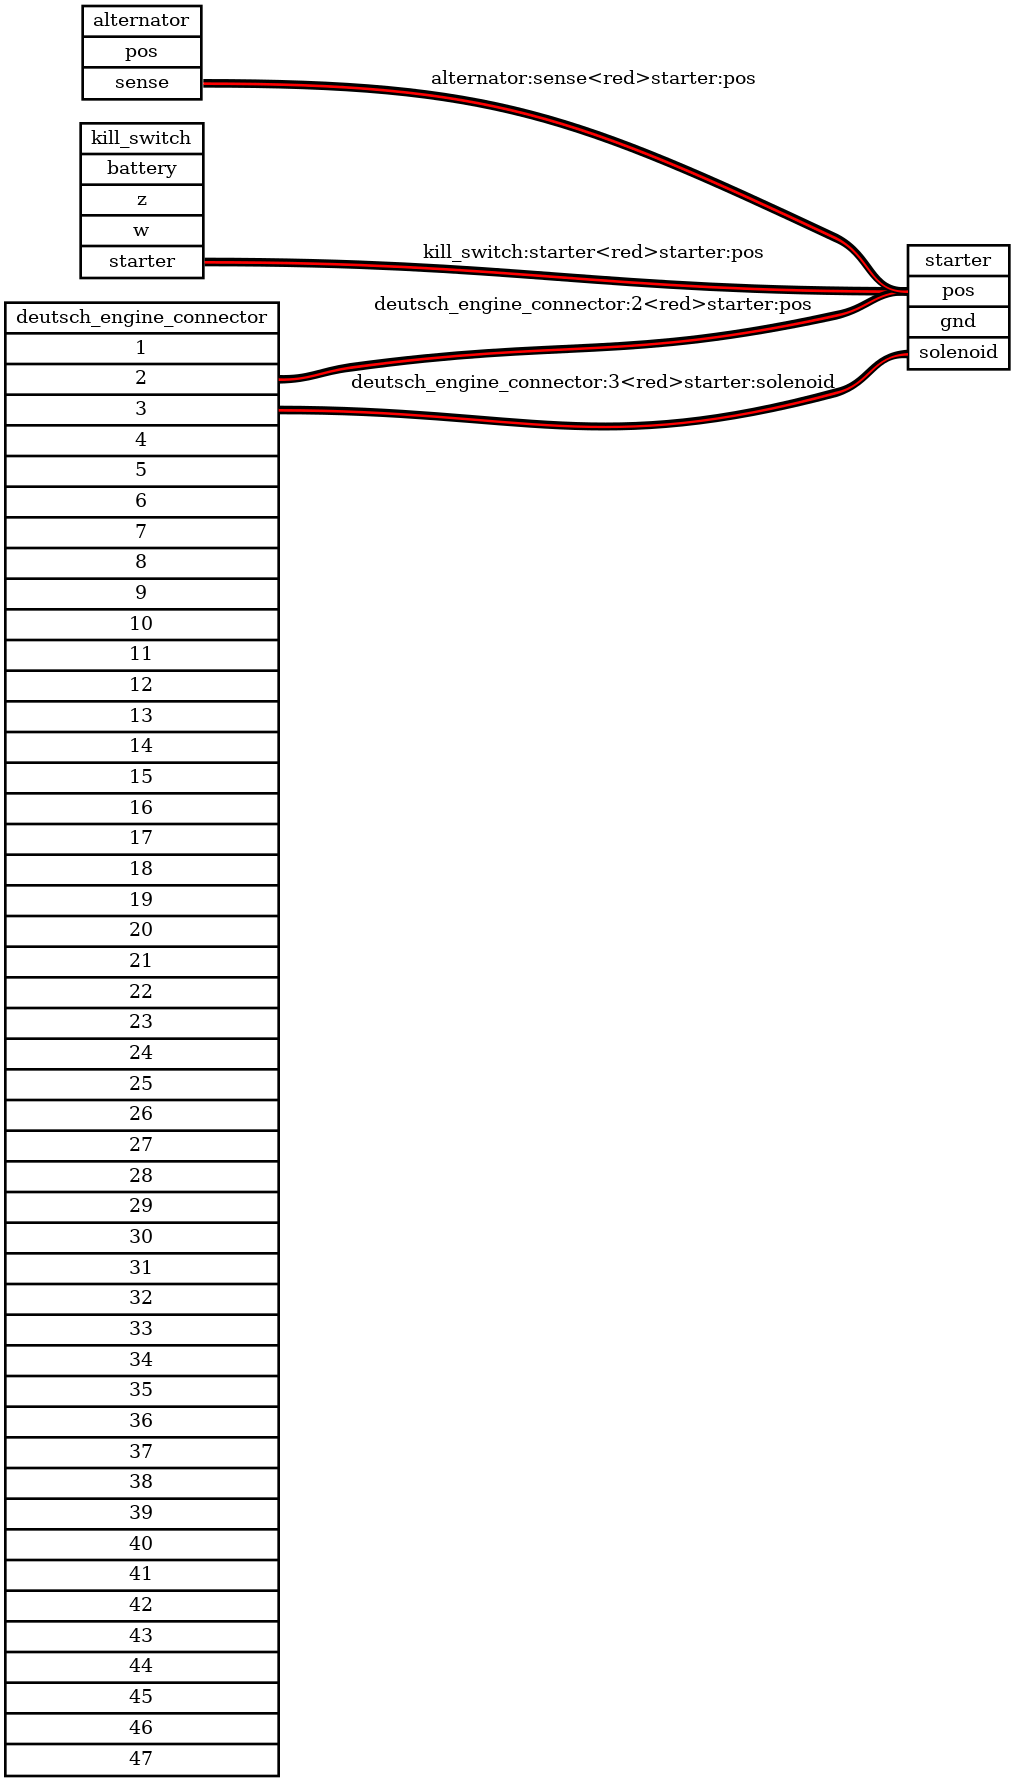 alternator
pos
sense
alternator:sense<red>starter:pos
kill_switch
battery
z
w
starter
kill_switch:starter<red>starter:pos
starter
pos
gnd
solenoid
deutsch_engine_connector:2<red>starter:pos
deutsch_engine_connector:3<red>starter:solenoid
deutsch_engine_connector
1
2
3
4
5
6
7
8
9
10
11
12
13
14
15
16
17
18
19
20
21
22
23
24
25
26
27
28
29
30
31
32
33
34
35
36
37
38
39
40
41
42
43
44
45
46
47